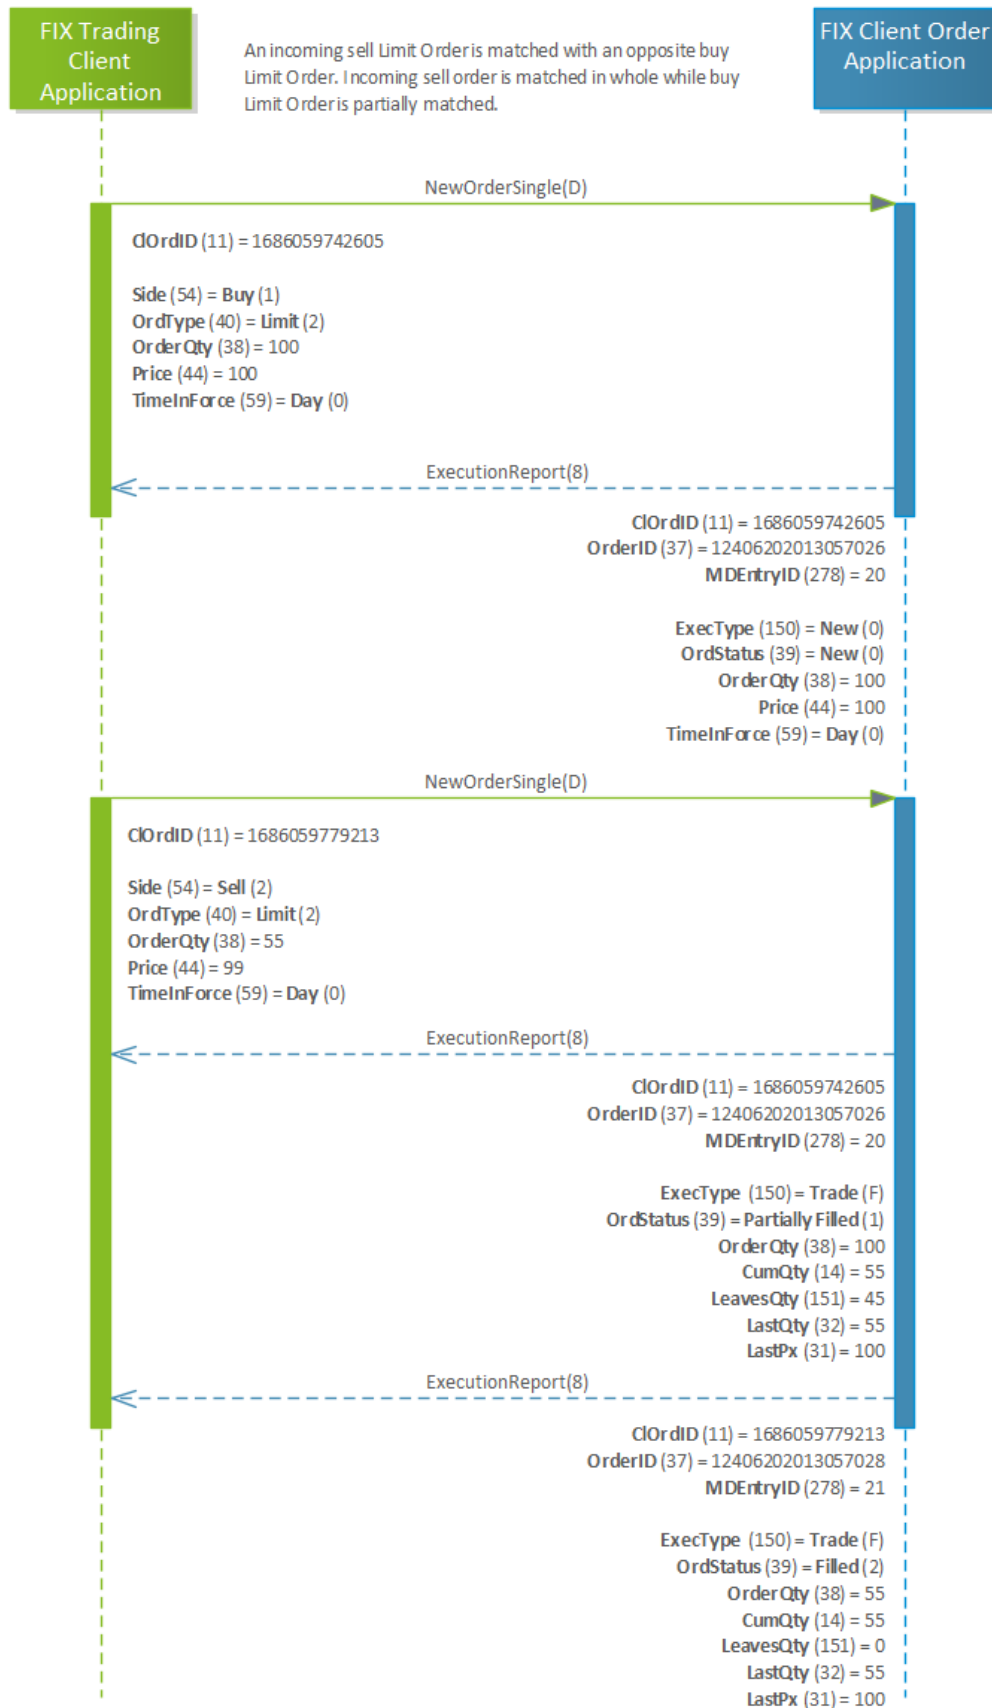 FIX Trading
Client
Application
An incoming sell Limit Order is matched with an opposite buy
Limit Order. Incoming sell order is matched in whole while buy
Limit Order is partially matched.
FIX Client Order
Application
NewOrderSingle(D)
ClOrdID (11) = 1686059742605
Side (54) = Buy (1)
OrdType (40) = Limit (2)
OrderQty (38) = 100
Price (44) = 100
TimeInForce (59) = Day (0)
ExecutionReport(8)
ClOrdID (11) = 1686059742605
OrderID (37) = 12406202013057026
MDEntryID (278) = 20
ExecType (150) = New (0)
OrdStatus (39) = New (0)
OrderQty (38) = 100
Price (44) = 100
TimeInForce (59) = Day (0)
NewOrderSingle(D)
ClOrdID (11) = 1686059779213
Side (54) = Sell (2)
OrdType (40) = Limit (2)
OrderQty (38) = 55
Price (44) = 99
TimeInForce (59) = Day (0)
ExecutionReport(8)
ClOrdID (11) = 1686059742605
OrderID (37) = 12406202013057026
MDEntryID (278) = 20
ExecType (150) = Trade (F)
OrdStatus (39) = Partially Filled (1)
OrderQty (38) = 100
CumQty (14) = 55
LeavesQty (151) = 45
LastQty (32) = 55
LastPx (31) = 100
ExecutionReport(8)
ClOrdID (11) = 1686059779213
OrderID (37) = 12406202013057028
MDEntryID (278) = 21
ExecType (150) = Trade (F)
OrdStatus (39) = Filled (2)
OrderQty (38) = 55
CumQty (14) = 55
LeavesQty (151) = 0
LastQty (32) = 55
LastPx (31) = 100